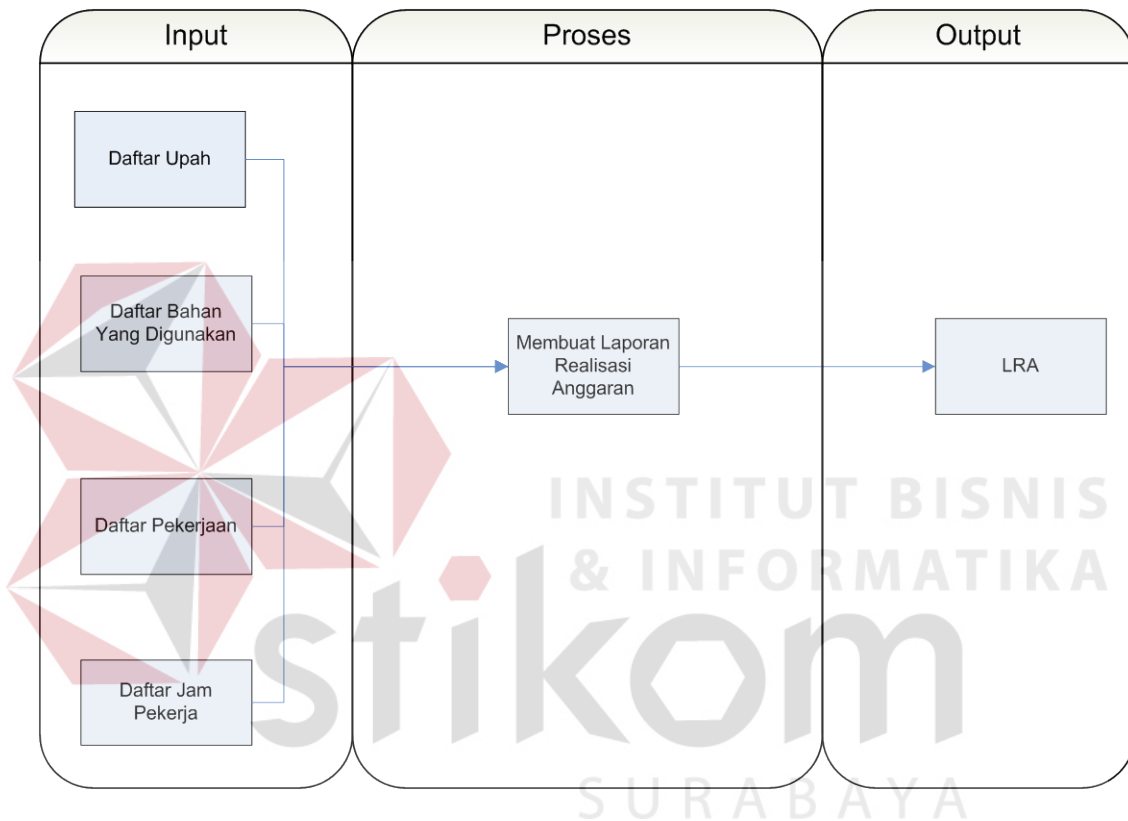 Input
Proses
Output
Daftar Upah
Daftar Bahan
Yang Digunakan
Membuat Laporan
Realisasi
Anggaran
LRA
Daftar Pekerjaan
Daftar Jam
Pekerja
INSTITUT BISNIS
& INFORMATIKA
stikom
SURABAYA